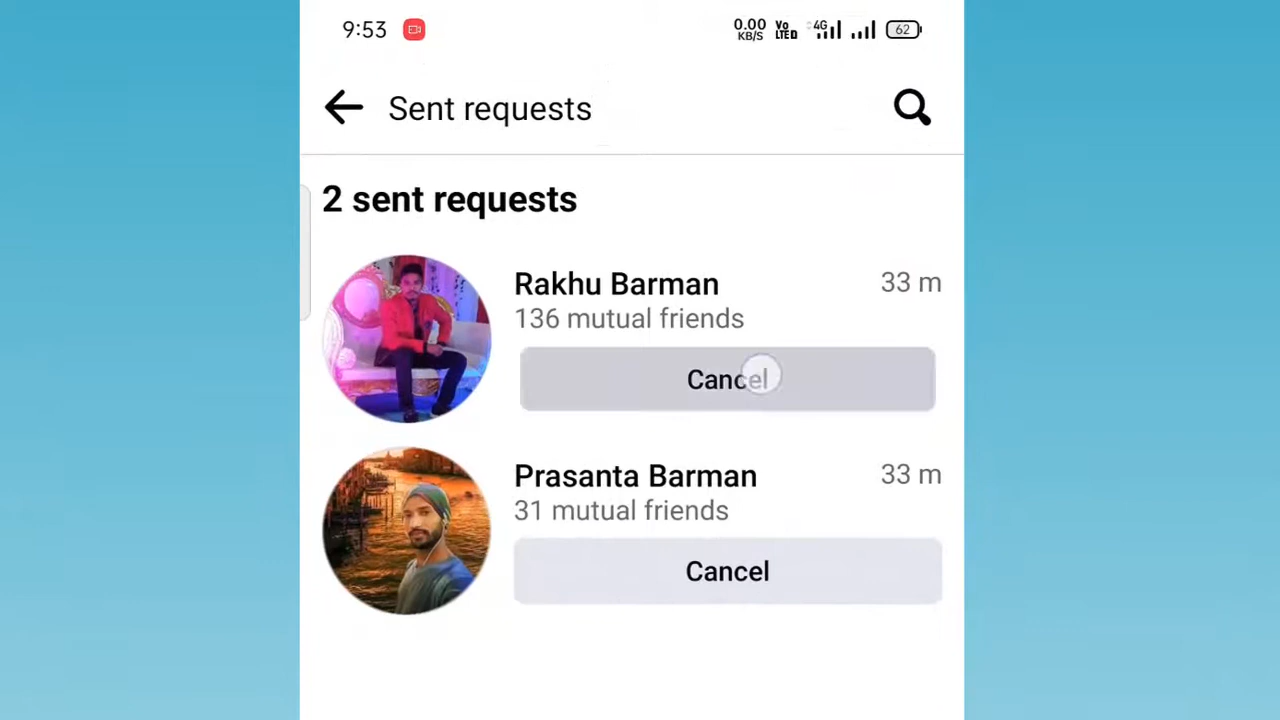 9:53 0.00 KB/S Vo LTED 4G 62
Sent requests
2 sent requests
Rakhu Barman 33 m
136 mutual friends
Cancel
Prasanta Barman 33 m
31 mutual friends
Cancel